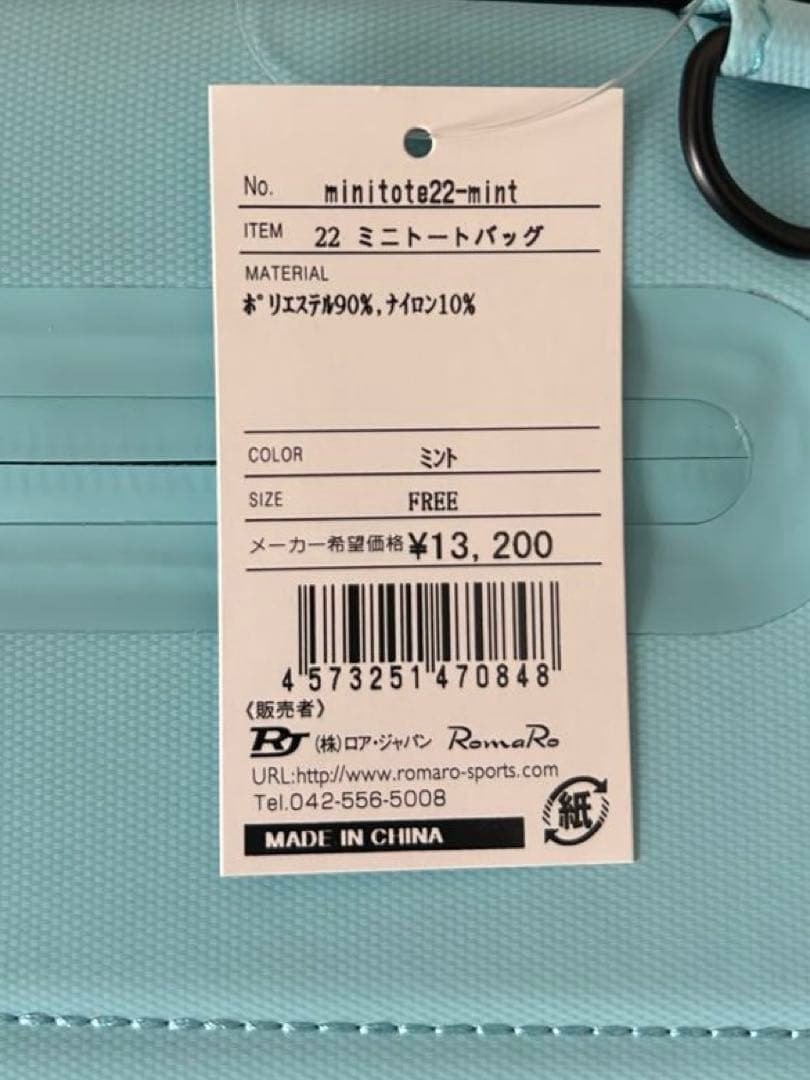 No. minitote22-mint
ITEM 22 ミニトートバッグ
MATERIAL
ﾎﾟﾘｴｽﾃﾙ90%,ﾅｲﾛﾝ10%
COLOR ﾐﾝﾄ
SIZE FREE
メーカー希望価格 ¥13, 200
4 573251 470848
《販売者》
RJ (株)ロア・ジャパン RomaRo
URL:http://www.romaro-sports.com
Tel.042-556-5008
MADE IN CHINA
紙